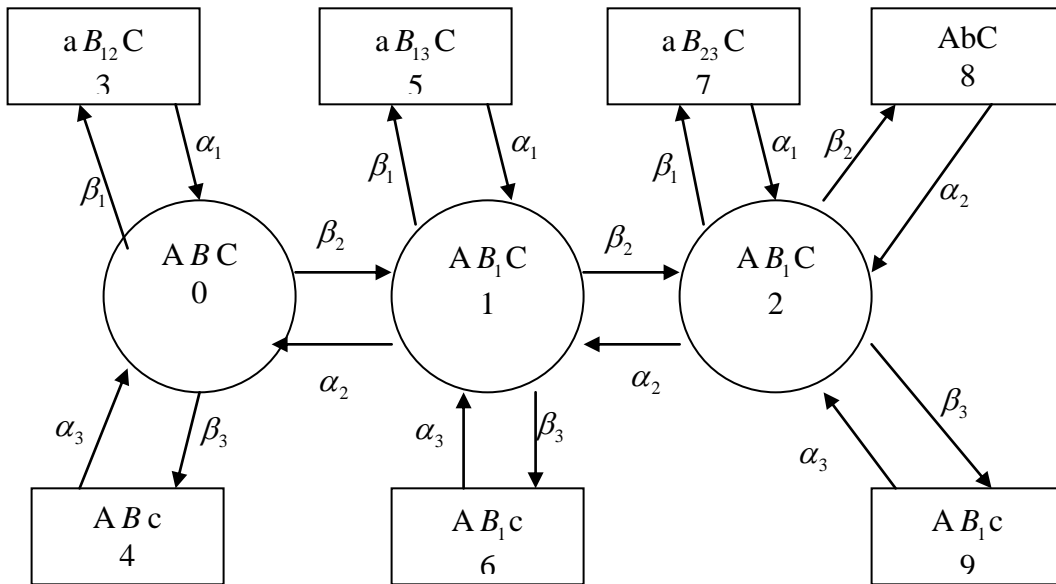 a B₁₂ C
3
a B₁₃ C
5
a B₂₃ C
7
AbC
8
β₁
α₁
β₁
α₁
β₁
α₁
β₂
α₂
A B C
0
β₂
A B₁ C
1
β₂
A B₁ C
2
α₂
α₂
α₃
β₃
α₃
β₃
α₃
β₃
A B c
4
A B₁ c
6
A B₁ c
9